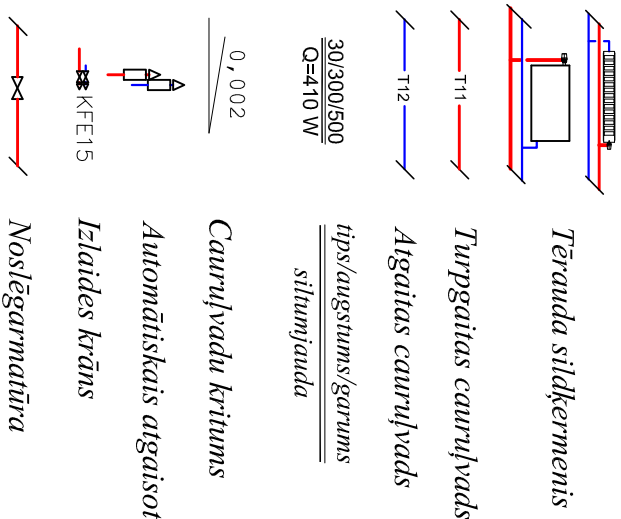 Tērauda sildķermenis
T11 Turpgaitas cauruļvads
T12 Atgaitas cauruļvads
30/300/500 tips/augstums/garums
Q=410 W siltumjauda
0,002 Cauruļvadu kritums
Automātiskais atgaisot
KFE15 Izlaides krāns
Noslēgarmatūra